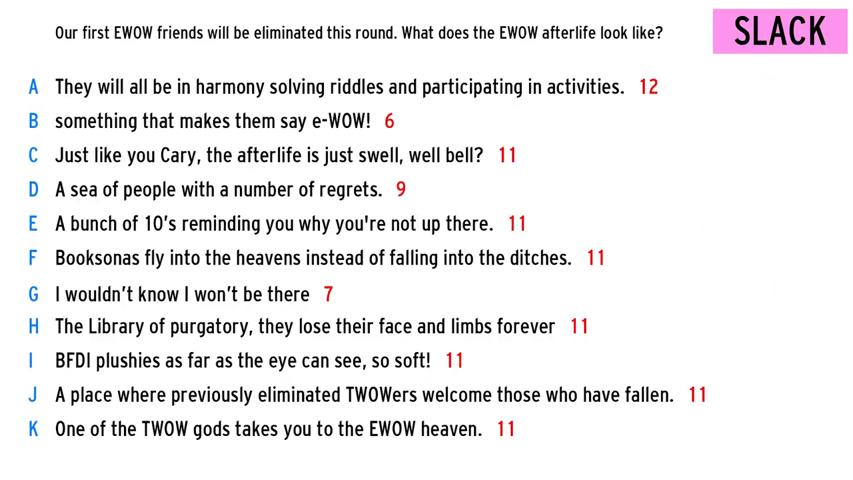 Our first EWOW friends will be eliminated this round. What does the EWOW afterlife look like?
SLACK
A They will all be in harmony solving riddles and participating in activities. 12
B something that makes them say e-WOW! 6
C Just like you Cary, the afterlife is just swell, well bell? 11
D A sea of people with a number of regrets. 9
E A bunch of 10's reminding you why you're not up there. 11
F Booksonas fly into the heavens instead of falling into the ditches. 11
G I wouldn't know I won't be there 7
H The Library of purgatory, they lose their face and limbs forever 11
I BFDI plushies as far as the eye can see, so soft! 11
J A place where previously eliminated TWOWers welcome those who have fallen. 11
K One of the TWOW gods takes you to the EWOW heaven. 11